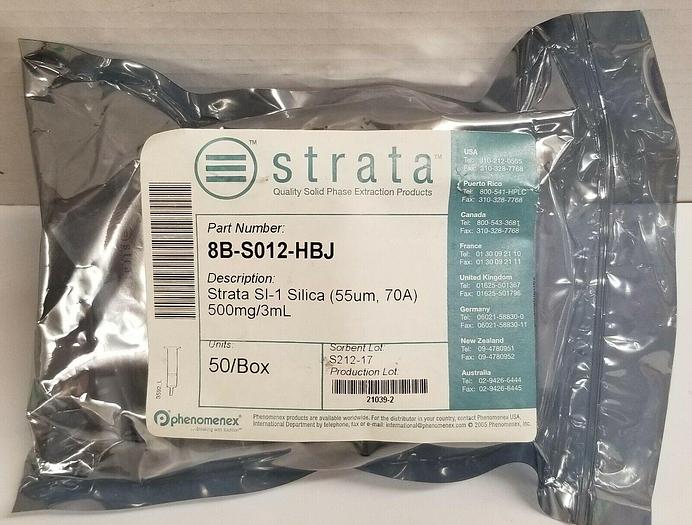 strata™
Quality Solid Phase Extraction Products
Part Number:
8B-S012-HBJ
Description:
Strata SI-1 Silica (55um, 70A)
500mg/3mL
Units:
50/Box
Sorbent Lot
S212-17
Production Lot:
21039-2
phenomenex®
Phenomenex products are available worldwide. For the distributor in your country, contact Phenomenex USA,
International Department by telephone, fax or e-mail: international@phenomenex.com © 2005 Phenomenex, Inc.
USA
Tel: 310-212-0555
Fax: 310-328-7768
Puerto Rico
Tel: 800-541-HPLC
Fax: 310-328-7768
Canada
Tel: 800-543-3681
Fax: 310-328-7768
France
Tel: 01 30 09 21 10
Fax: 01 30 09 21 11
United Kingdom
Tel: 01625-501367
Fax: 01625-501796
Germany
Tel: 06021-58830-0
Fax: 06021-58830-11
New Zealand
Tel: 09-4780951
Fax: 09-4780952
Australia
Tel: 02-9426-6444
Fax: 02-9426-6445